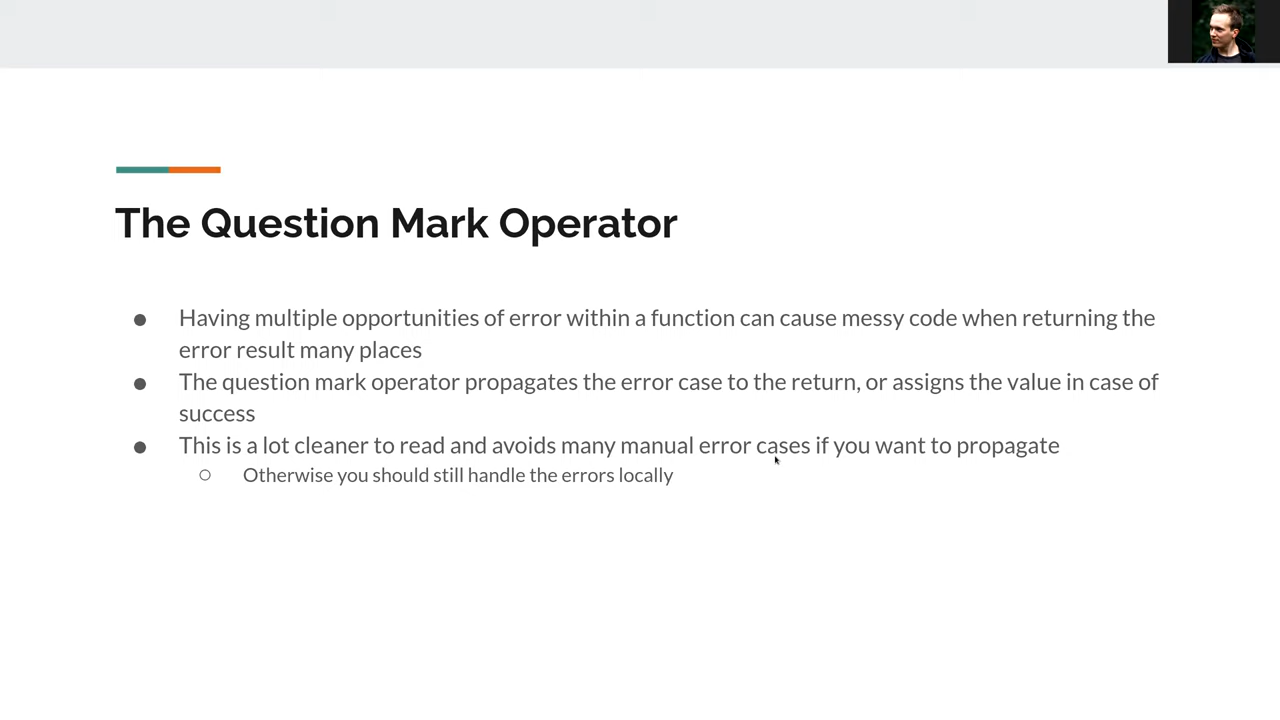 The Question Mark Operator
● Having multiple opportunities of error within a function can cause messy code when returning the
error result many places
● The question mark operator propagates the error case to the return, or assigns the value in case of
success
● This is a lot cleaner to read and avoids many manual error cases if you want to propagate
○ Otherwise you should still handle the errors locally